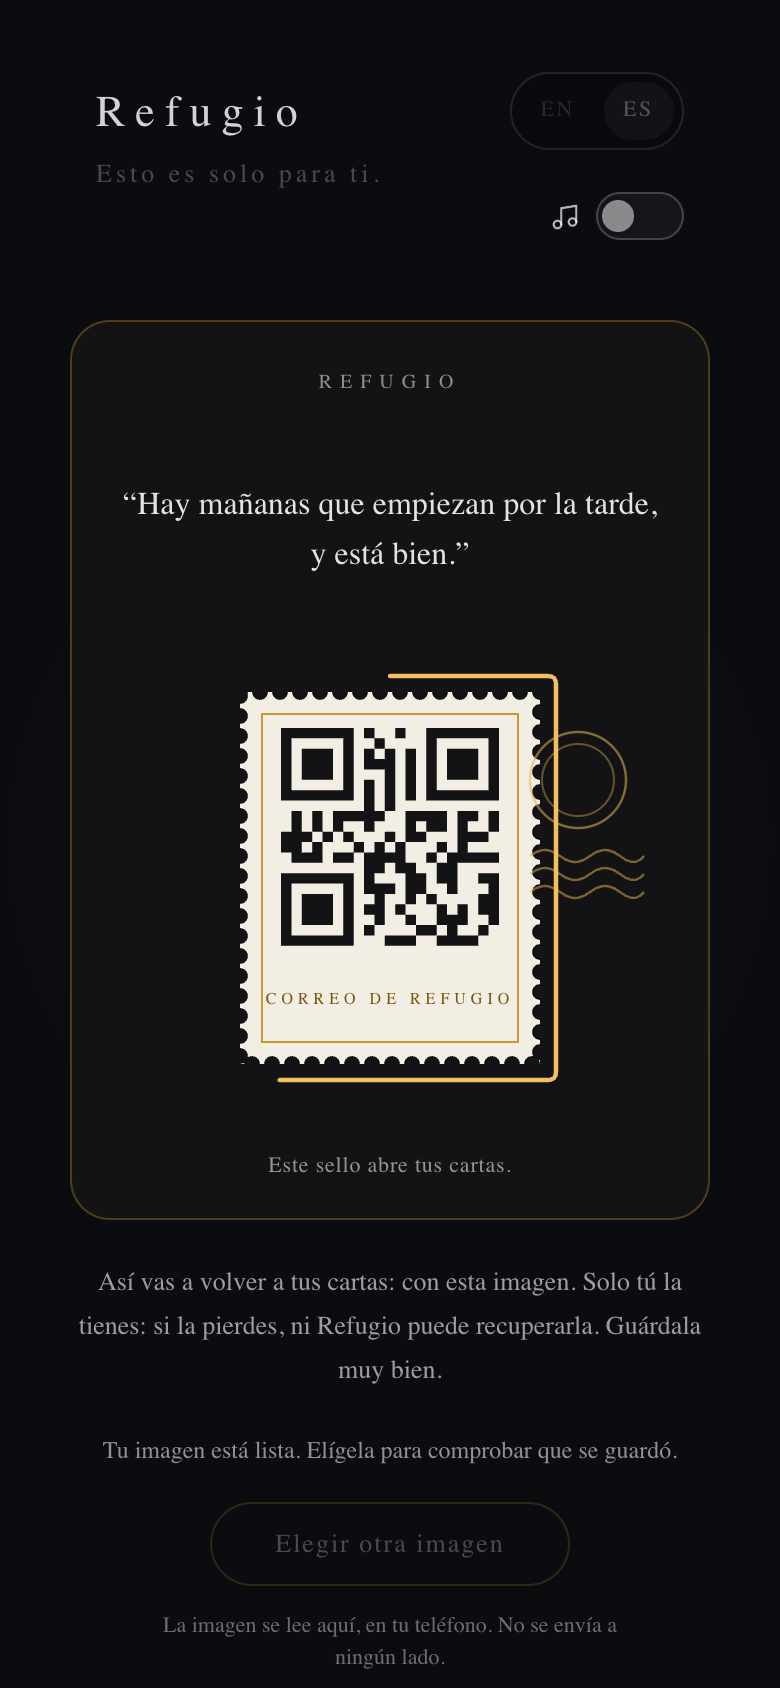 Refugio
EN ES
Esto es solo para ti.
REFUGIO
“Hay mañanas que empiezan por la tarde,
y está bien.”
CORREO DE REFUGIO
Este sello abre tus cartas.
Así vas a volver a tus cartas: con esta imagen. Solo tú la
tienes: si la pierdes, ni Refugio puede recuperarla. Guárdala
muy bien.
Tu imagen está lista. Elígela para comprobar que se guardó.
Elegir otra imagen
La imagen se lee aquí, en tu teléfono. No se envía a
ningún lado.